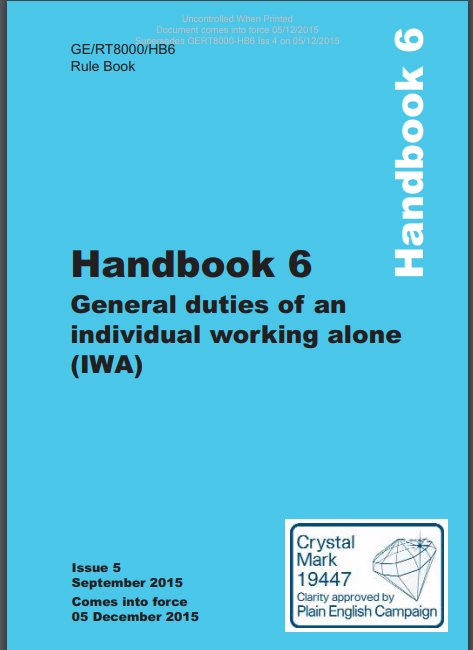 Uncontrolled When Printed
Document comes into force 05/12/2015
Supersedes GERT8000-HB6 Iss 4 on 05/12/2015
GE/RT8000/HB6
Rule Book
Handbook 6
Handbook 6
General duties of an
individual working alone
(IWA)
Issue 5
September 2015
Comes into force
05 December 2015
Crystal
Mark
19447
Clarity approved by
Plain English Campaign